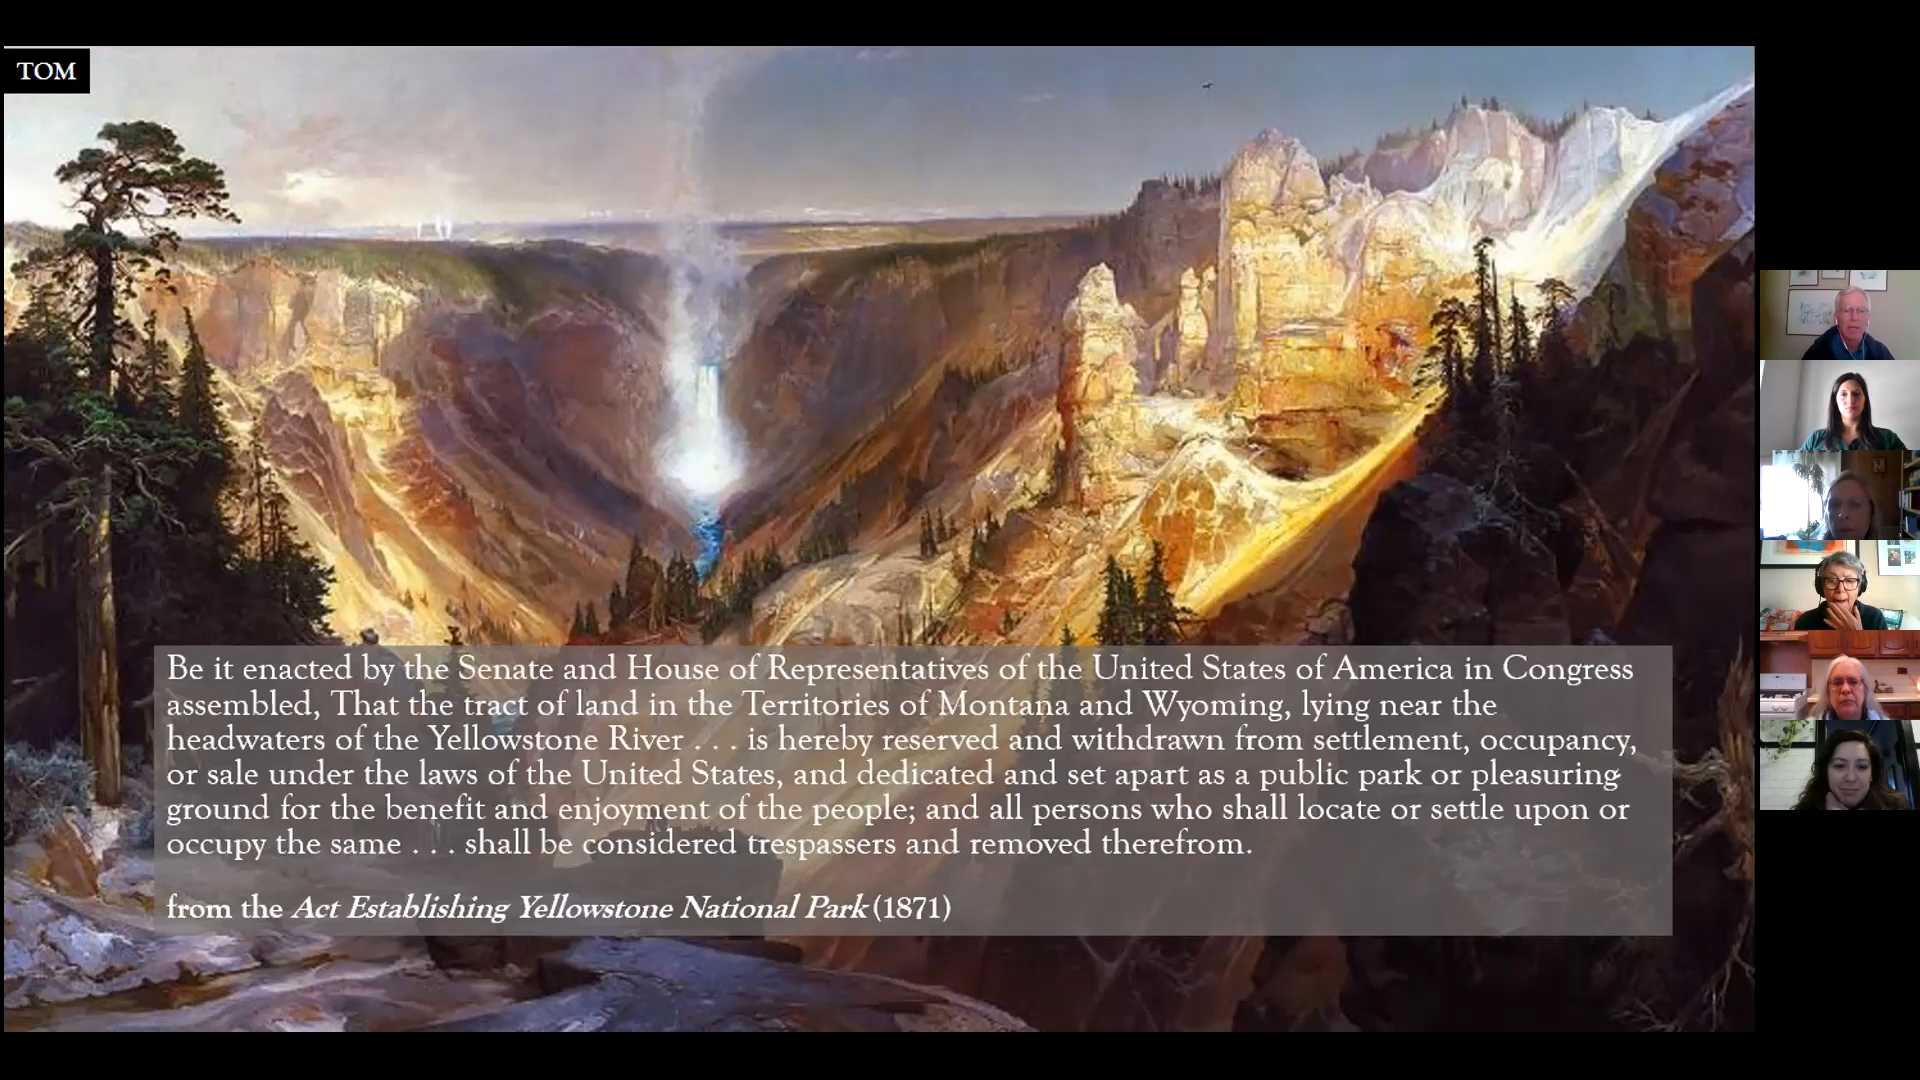 TOM
Be it enacted by the Senate and House of Representatives of the United States of America in Congress
assembled, That the tract of land in the Territories of Montana and Wyoming, lying near the
headwaters of the Yellowstone River . . . is hereby reserved and withdrawn from settlement, occupancy,
or sale under the laws of the United States, and dedicated and set apart as a public park or pleasuring
ground for the benefit and enjoyment of the people; and all persons who shall locate or settle upon or
occupy the same . . . shall be considered trespassers and removed therefrom.
from the Act Establishing Yellowstone National Park (1871)